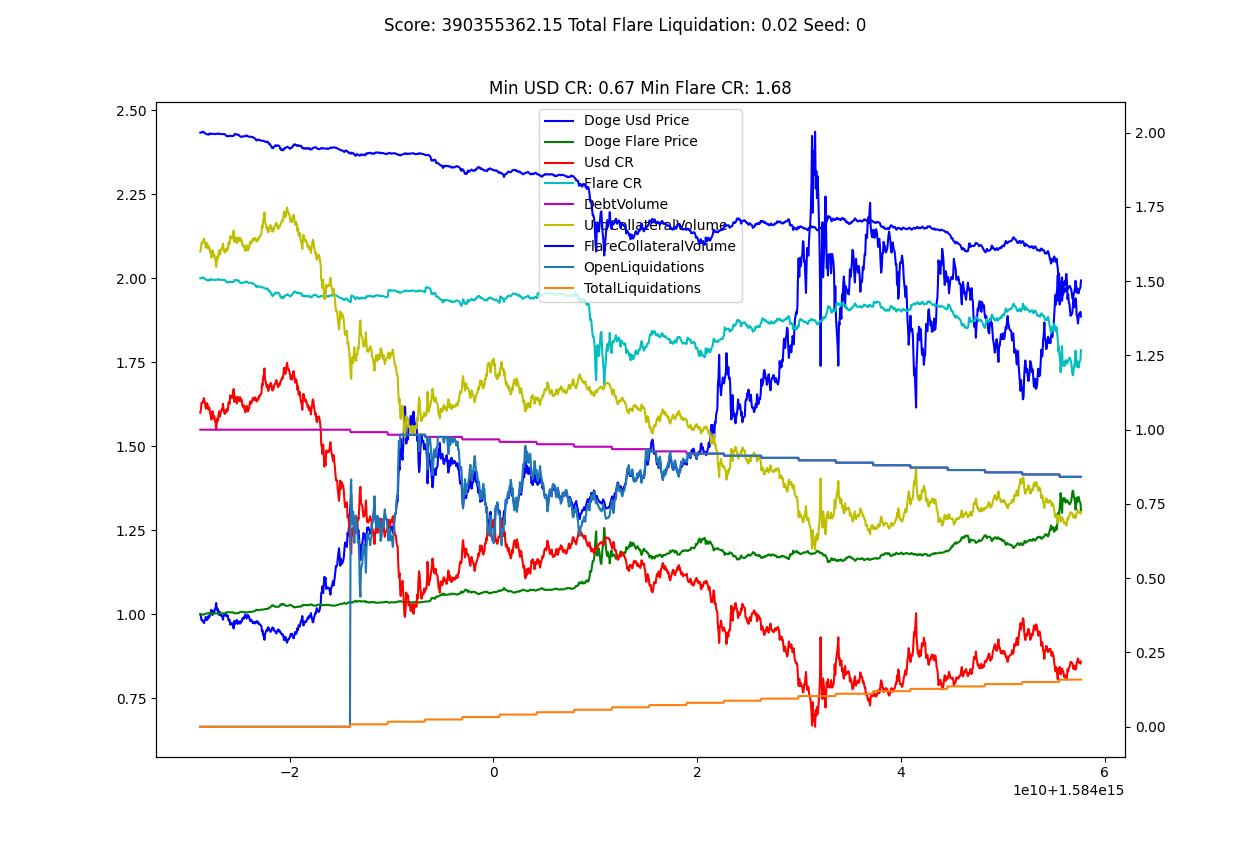 Score: 390355362.15 Total Flare Liquidation: 0.02 Seed: 0
Min USD CR: 0.67 Min Flare CR: 1.68
2.50
2.25
2.00
1.75
1.50
1.25
1.00
0.75
Doge Usd Price
Doge Flare Price
Usd CR
Flare CR
DebtVolume
UsdCollateralVolume
FlareCollateralVolume
OpenLiquidations
TotalLiquidations
2.00
1.75
1.50
1.25
1.00
0.75
0.50
0.25
0.00
−2 0 2 4 6
1e10+1.584e15